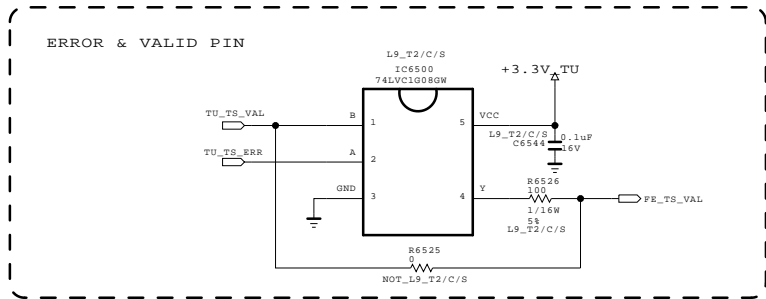 ERROR & VALID PIN
L9_T2/C/S
IC6500
74LVC1G08GW
+3.3V_TU
TU_TS_VAL
B
1
5
VCC
L9_T2/C/S
C6544
0.1uF
16V
TU_TS_ERR
A
2
GND
3
4
Y
R6526
100
1/16W
5%
L9_T2/C/S
FE_TS_VAL
R6525
0
NOT_L9_T2/C/S